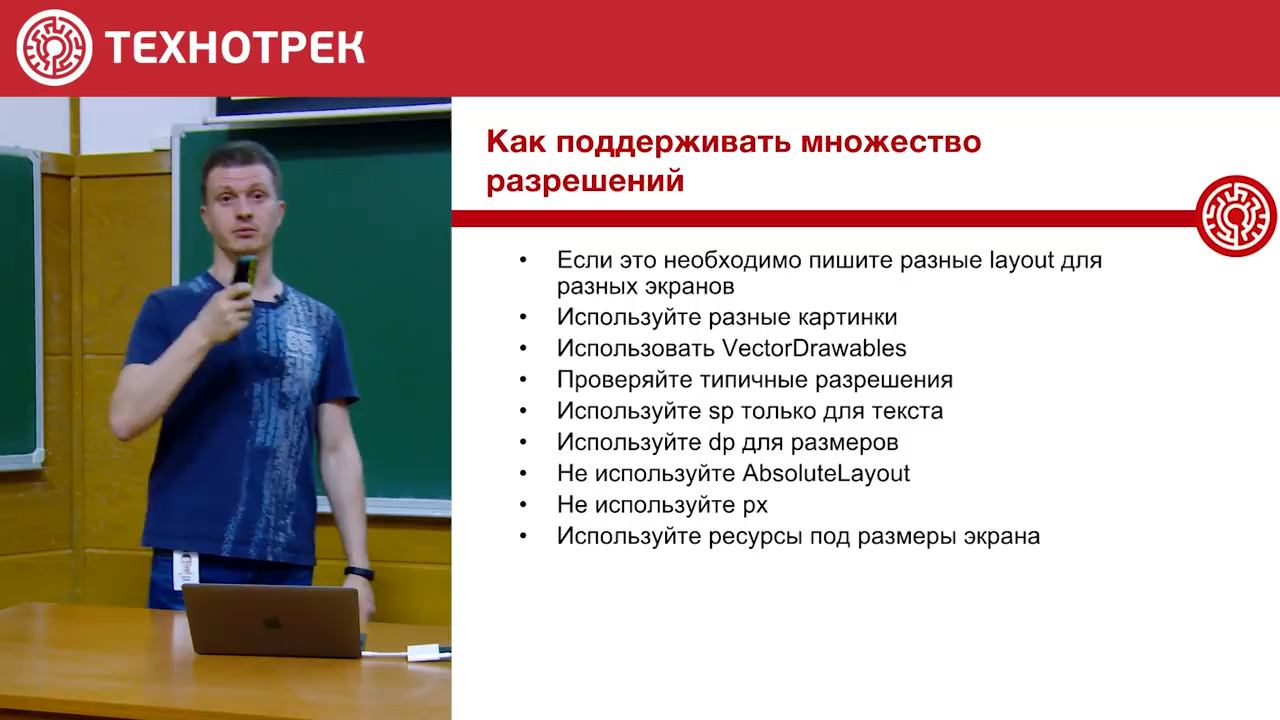 ТЕХНОТРЕК
Как поддерживать множество
разрешений
• Если это необходимо пишите разные layout для
разных экранов
• Используйте разные картинки
• Использовать VectorDrawables
• Проверяйте типичные разрешения
• Используйте sp только для текста
• Используйте dp для размеров
• Не используйте AbsoluteLayout
• Не используйте px
• Используйте ресурсы под размеры экрана